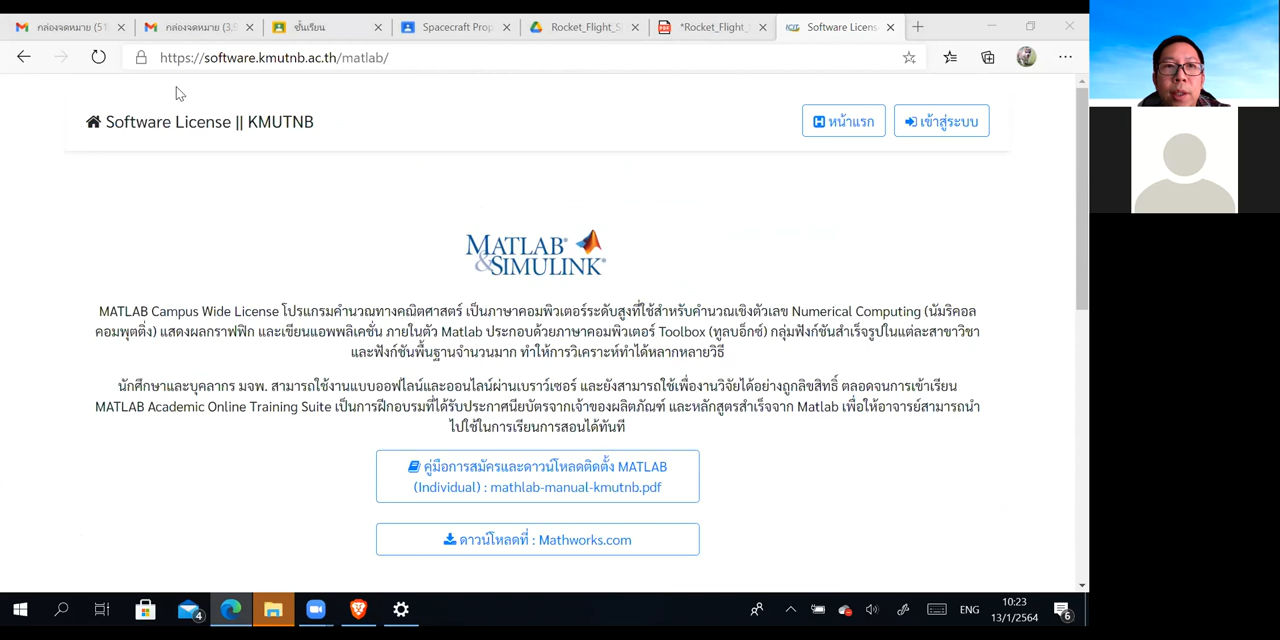 กล่องจดหมาย (51
กล่องจดหมาย (3,5
ชั้นเรียน
Spacecraft Prop
Rocket_Flight_S
*Rocket_Flight_
Software Licens
https://software.kmutnb.ac.th/matlab/
Software License || KMUTNB
หน้าแรก
เข้าสู่ระบบ
MATLAB®
&SIMULINK®
MATLAB Campus Wide License โปรแกรมคำนวณทางคณิตศาสตร์ เป็นภาษาคอมพิวเตอร์ระดับสูงที่ใช้สำหรับคำนวณเชิงตัวเลข Numerical Computing (นัมริคอล
คอมพุตติ่ง) แสดงผลกราฟฟิก และเขียนแอพพลิเคชั่น ภายในตัว Matlab ประกอบด้วยภาษาคอมพิวเตอร์ Toolbox (ทูลบอ็กซ์) กลุ่มฟังก์ชันสำเร็จรูปในแต่ละสาขาวิชา
และฟังก์ชันพื้นฐานจำนวนมาก ทำให้การวิเคราะห์ทำได้หลากหลายวิธี
นักศึกษาและบุคลากร มจพ. สามารถใช้งานแบบออฟไลน์และออนไลน์ผ่านเบราว์เซอร์ และยังสามารถใช้เพื่องานวิจัยได้อย่างถูกลิขสิทธิ์ ตลอดจนการเข้าเรียน
MATLAB Academic Online Training Suite เป็นการฝึกอบรมที่ได้รับประกาศนียบัตรจากเจ้าของผลิตภัณฑ์ และหลักสูตรสำเร็จจาก Matlab เพื่อให้อาจารย์สามารถนำ
ไปใช้ในการเรียนการสอนได้ทันที
คู่มือการสมัครและดาวน์โหลดติดตั้ง MATLAB
(Individual) : mathlab-manual-kmutnb.pdf
ดาวน์โหลดที่ : Mathworks.com
4
ENG
10:23
13/1/2564
6